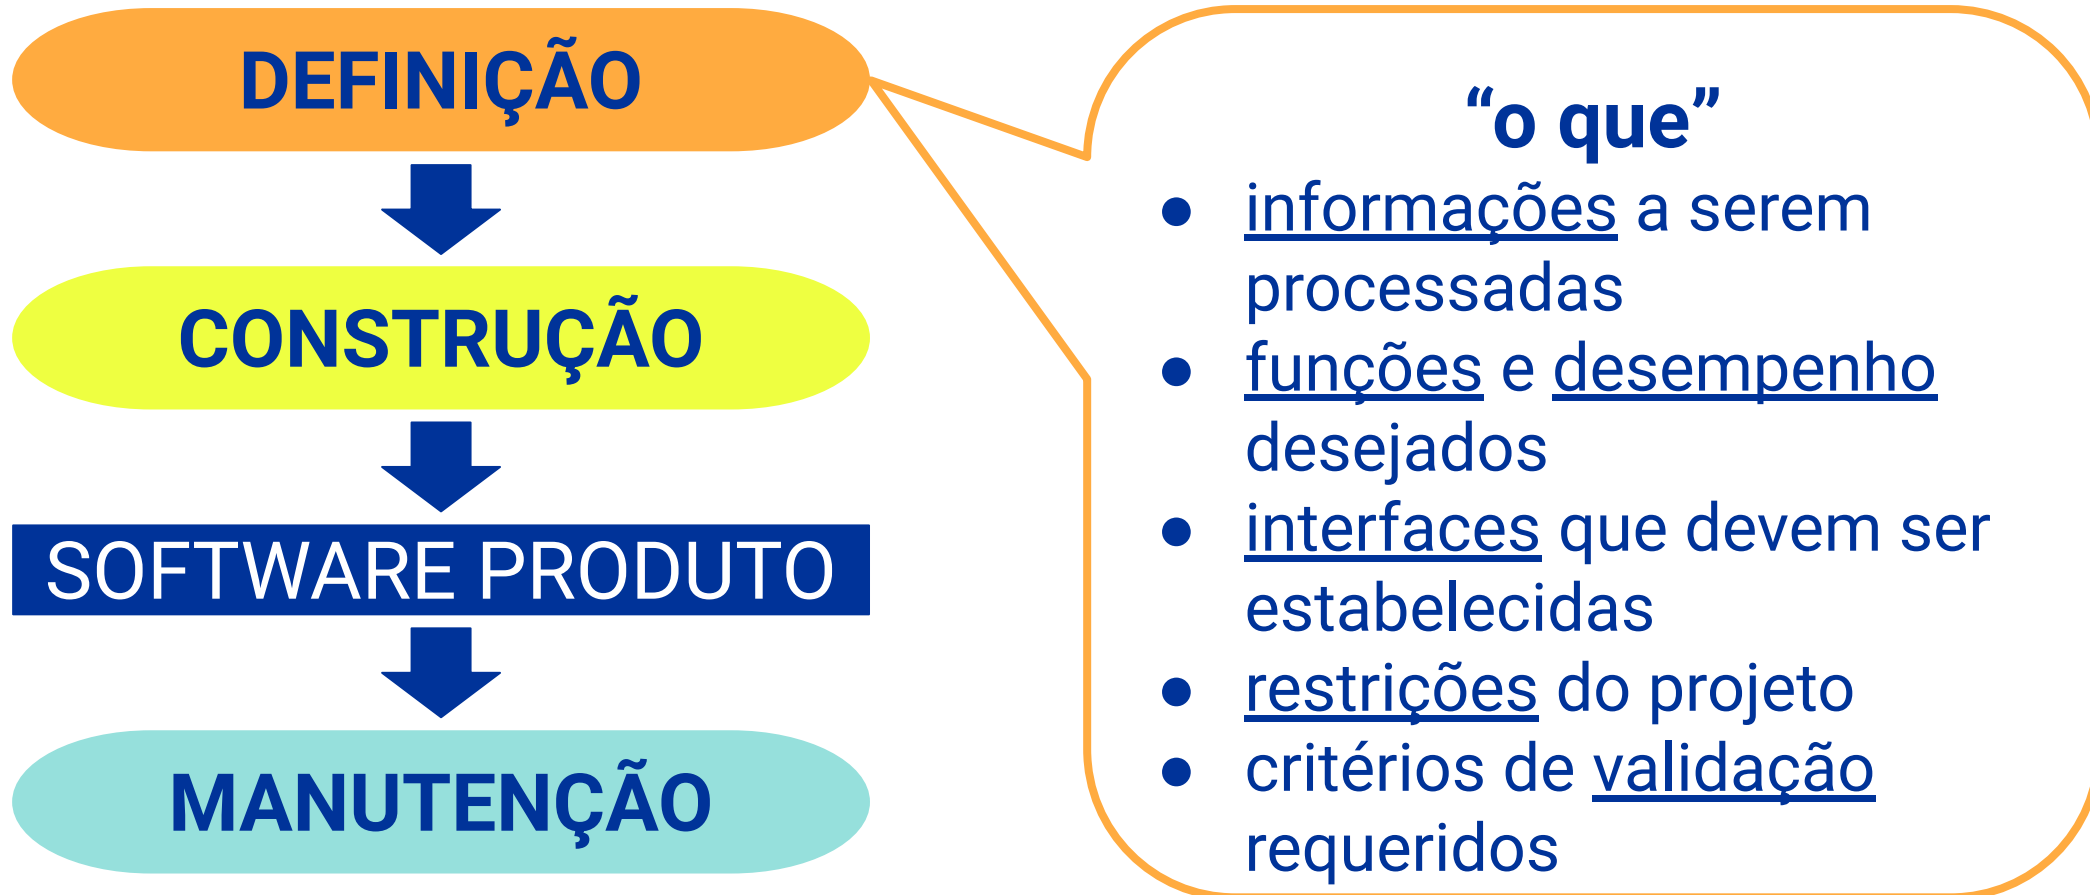 DEFINIÇÃO
CONSTRUÇÃO
SOFTWARE PRODUTO
MANUTENÇÃO
“o que”
● informações a serem
processadas
● funções e desempenho
desejados
● interfaces que devem ser
estabelecidas
● restrições do projeto
● critérios de validação
requeridos